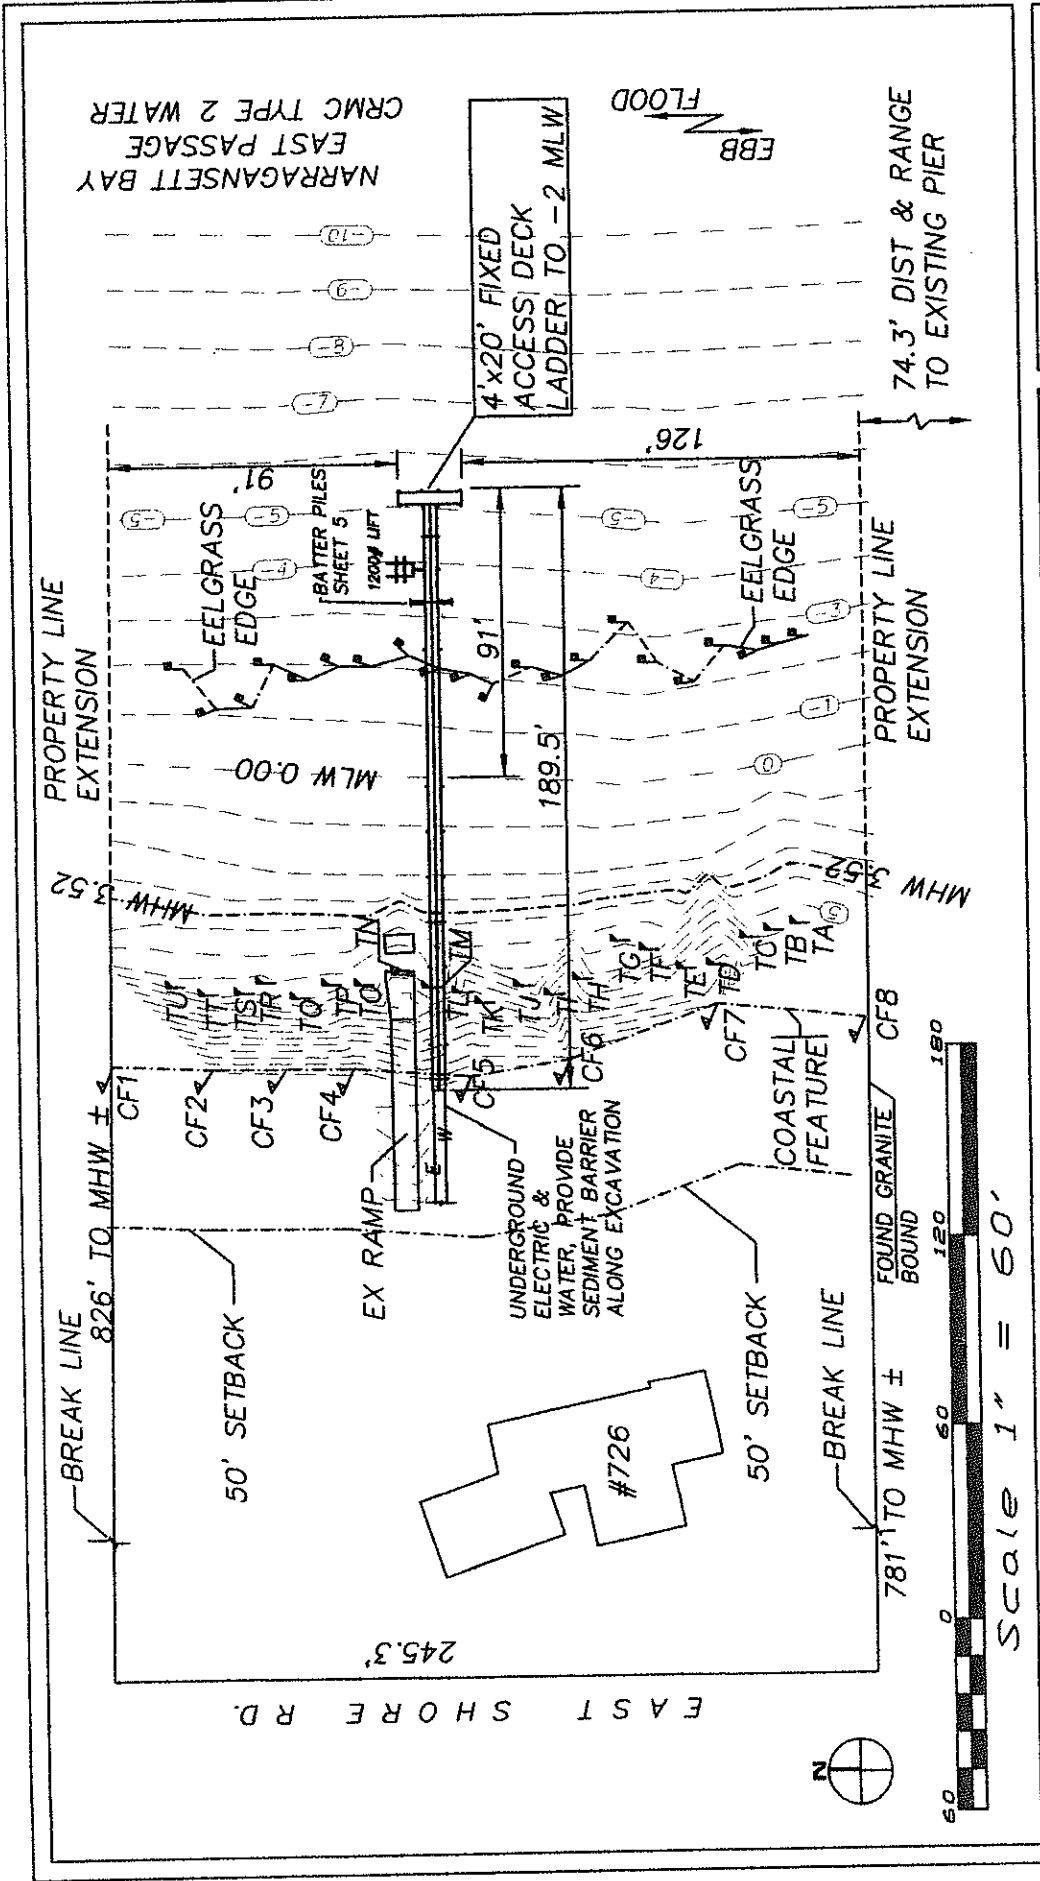 NARRAGANSETT BAY
EAST PASSAGE
CRMC TYPE 2 WATER
FLOOD
EBB
4'x20' FIXED
ACCESS DECK
LADDER TO -2 MLW
74.3' DIST & RANGE
TO EXISTING PIER
-10
-9
-8
-7
91'
126'
PROPERTY LINE
EXTENSION
EELGRASS
EDGE
BATTER PILES
SHEET 5
1200# LIFT
-5
-5
-5
-5
-4
-4
EELGRASS
EDGE
PROPERTY LINE
EXTENSION
-1
0
91'
189.5'
MLW 0.00
3.52
MHW
3.52
MHW
TU
TT
TS
TR
TQ
TP
TO
TN
TM
TL
TK
TJ
TI
TH
TG
TF
TE
TD
TC
TB
TA
CF1
CF2
CF3
CF4
CF5
CF6
CF7
CF8
COASTAL
FEATURE
826' TO MHW ±
BREAK LINE
50' SETBACK
EX RAMP
E
W
UNDERGROUND
ELECTRIC &
WATER, PROVIDE
SEDIMENT BARRIER
ALONG EXCAVATION
FOUND GRANITE
BOUND
#726
50' SETBACK
BREAK LINE
781' TO MHW ±
245.3'
EAST SHORE RD.
N
60 0 60 120 180
Scale 1" = 60'